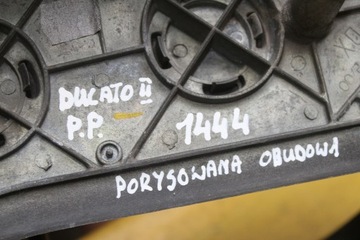 DUCATO II
P.P.
1444
PORYSOWANA OBUDOWA